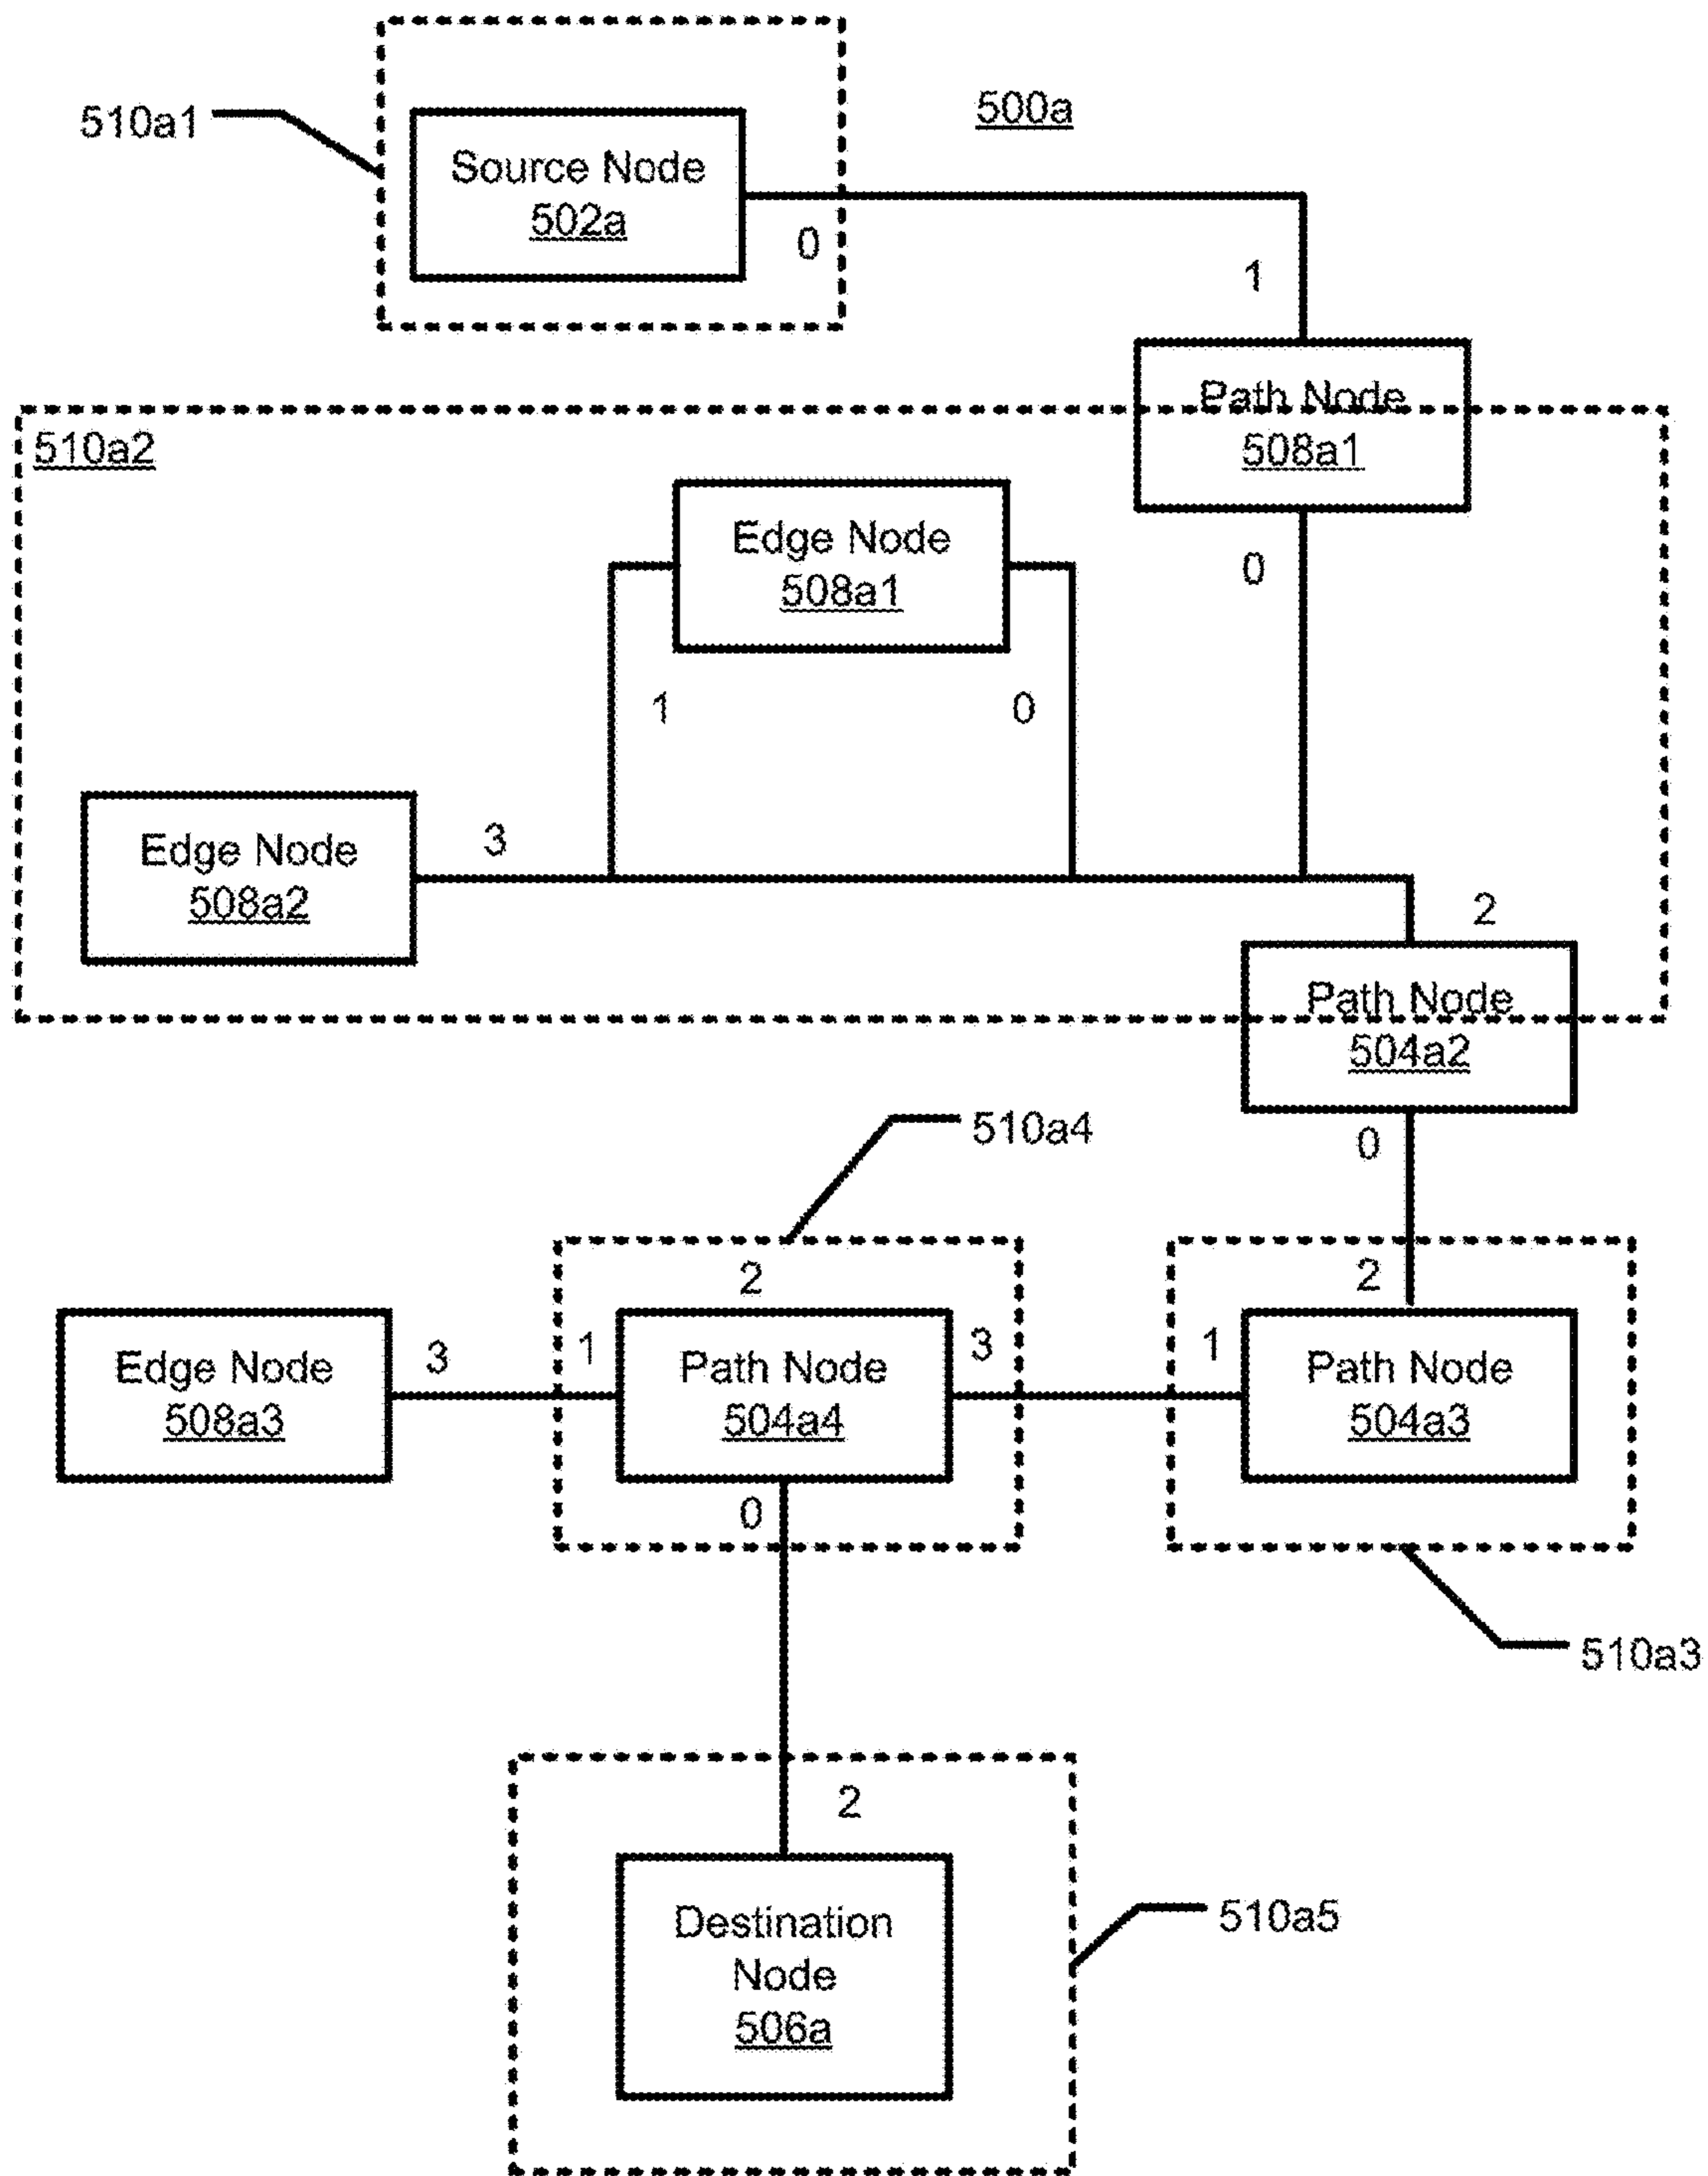 510a1
500a
Source Node
502a
0
1
Path Node
508a1
510a2
Edge Node
508a1
0
1
0
Edge Node
508a2
3
2
Path Node
504a2
510a4
0
2
2
Edge Node
508a3
3
1
Path Node
504a4
3
1
Path Node
504a3
0
510a3
2
Destination
Node
506a
510a5